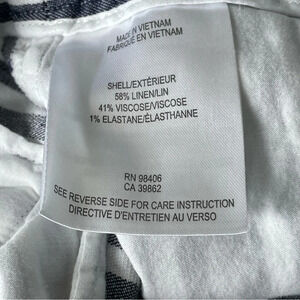 MADE IN VIETNAM
FABRIQUÉ EN VIETNAM
SHELL/EXTÉRIEUR
58% LINEN/LIN
41% VISCOSE/VISCOSE
1% ELASTANE/ÉLASTHANNE
RN 98406
CA 39862
SEE REVERSE SIDE FOR CARE INSTRUCTION
DIRECTIVE D'ENTRETIEN AU VERSO